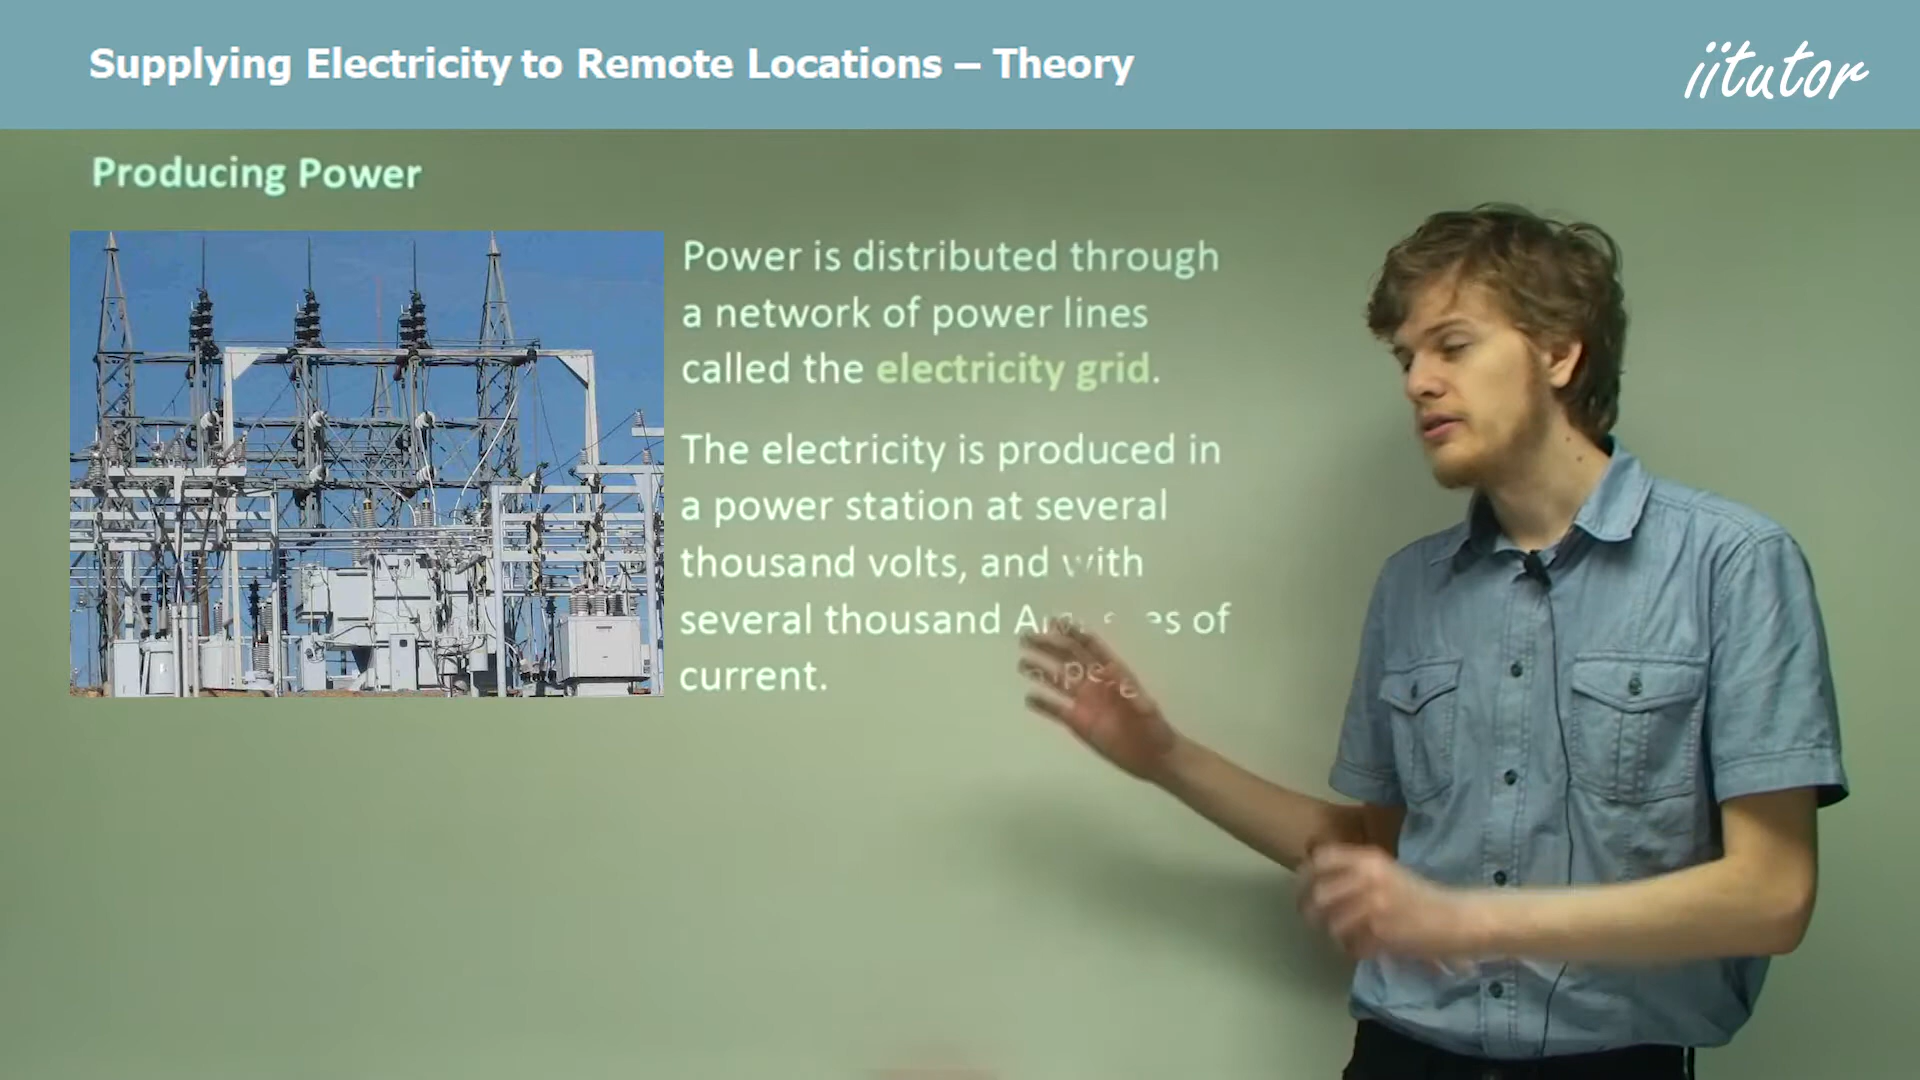 Supplying Electricity to Remote Locations – Theory
iitutor
Producing Power
Power is distributed through
a network of power lines
called the electricity grid.
The electricity is produced in
a power station at several
thousand volts, and with
several thousand of
current.